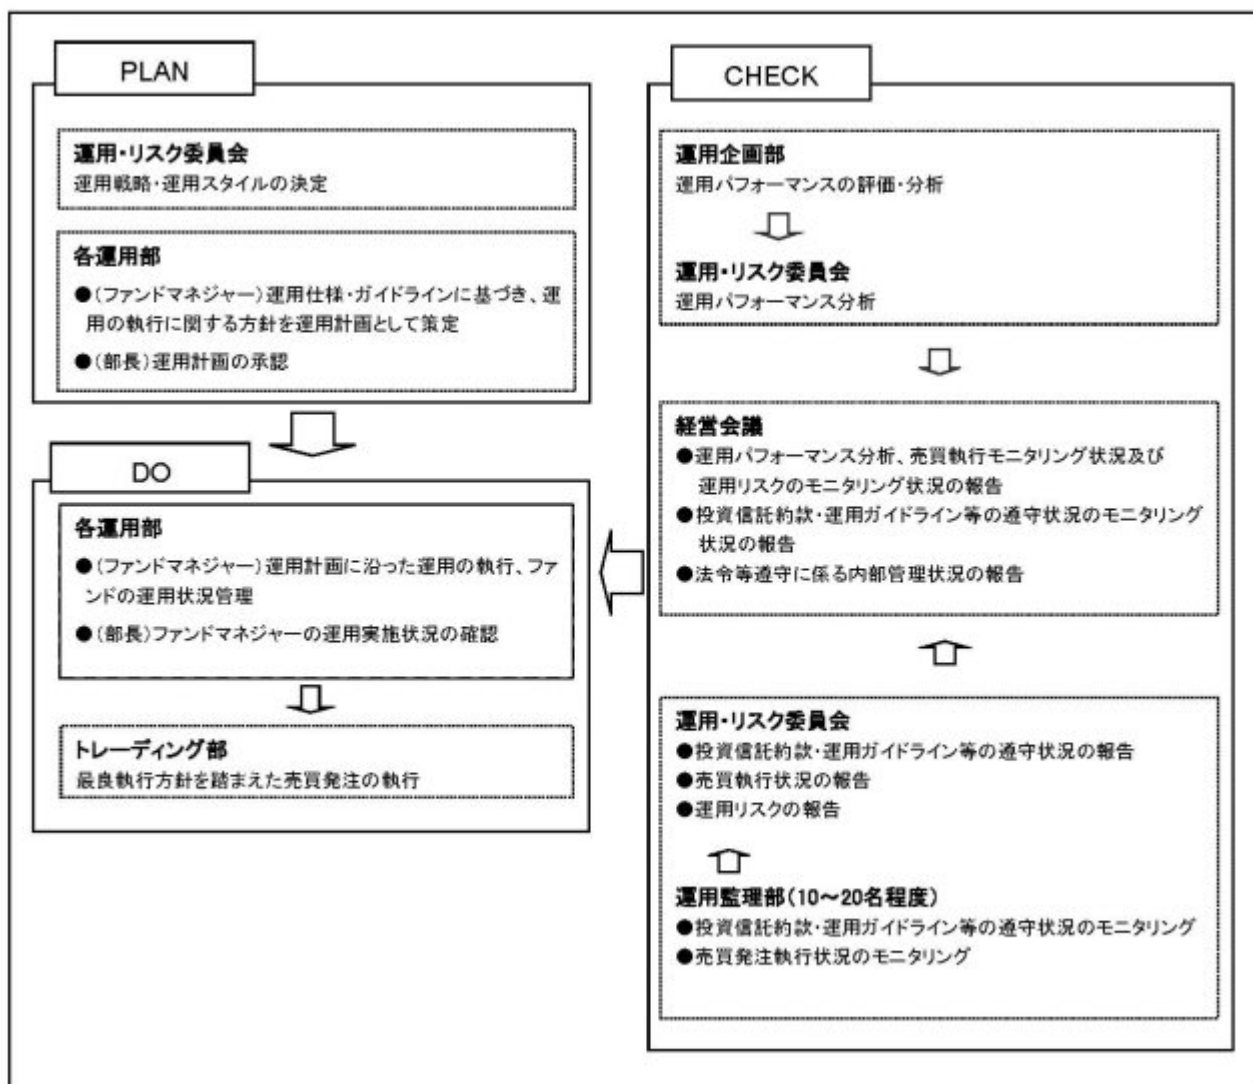 PLAN
運用・リスク委員会
運用戦略・運用スタイルの決定
各運用部
●(ファンドマネジャー)運用仕様・ガイドラインに基づき、運
用の執行に関する方針を運用計画として策定
●(部長)運用計画の承認
DO
各運用部
●(ファンドマネジャー)運用計画に沿った運用の執行、ファ
ンドの運用状況管理
●(部長)ファンドマネジャーの運用実施状況の確認
トレーディング部
最良執行方針を踏まえた売買発注の執行
CHECK
運用企画部
運用パフォーマンスの評価・分析
運用・リスク委員会
運用パフォーマンス分析
経営会議
●運用パフォーマンス分析、売買執行モニタリング状況及び
運用リスクのモニタリング状況の報告
●投資信託約款・運用ガイドライン等の遵守状況のモニタリング
状況の報告
●法令等遵守に係る内部管理状況の報告
運用・リスク委員会
●投資信託約款・運用ガイドライン等の遵守状況の報告
●売買執行状況の報告
●運用リスクの報告
運用監理部(10～20名程度)
●投資信託約款・運用ガイドライン等の遵守状況のモニタリング
●売買発注執行状況のモニタリング